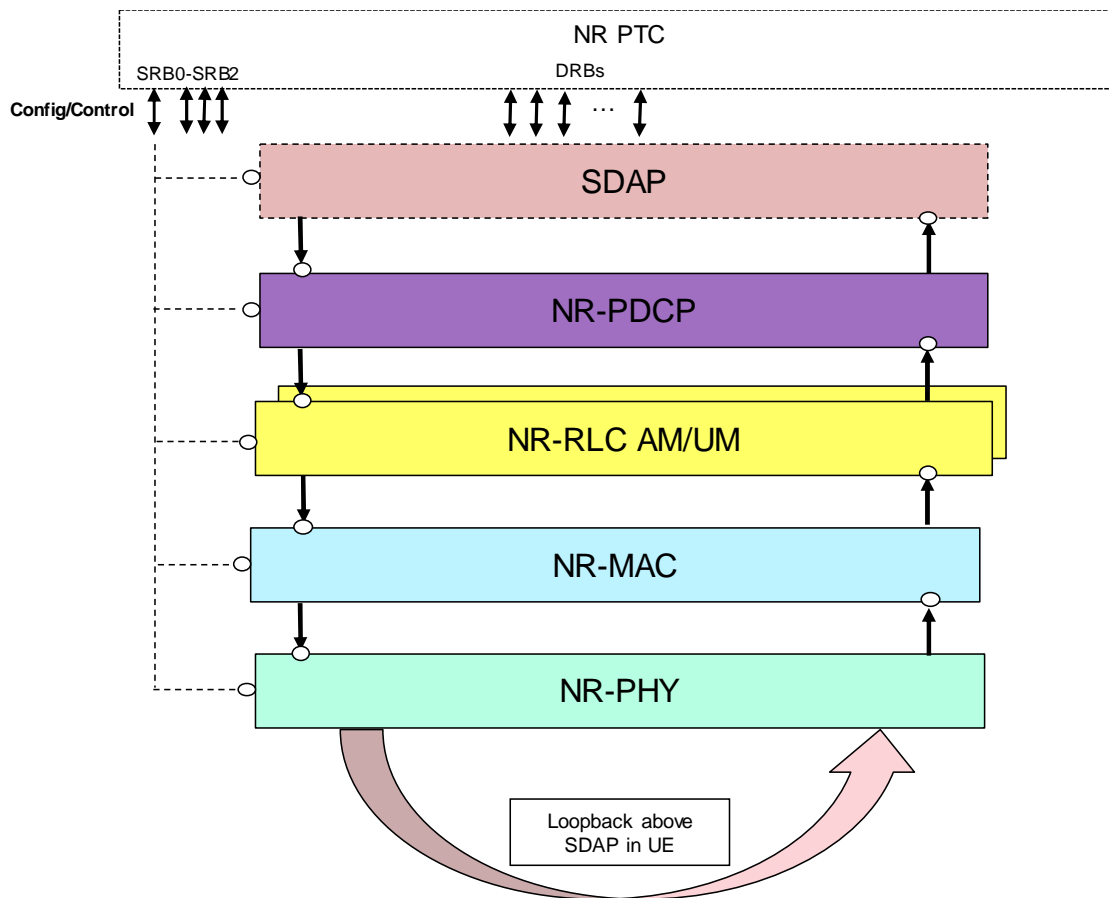 NR PTC
SRB0-SRB2
DRBs
Config/Control
...
SDAP
NR-PDCP
NR-RLC AM/UM
NR-MAC
NR-PHY
Loopback above
SDAP in UE